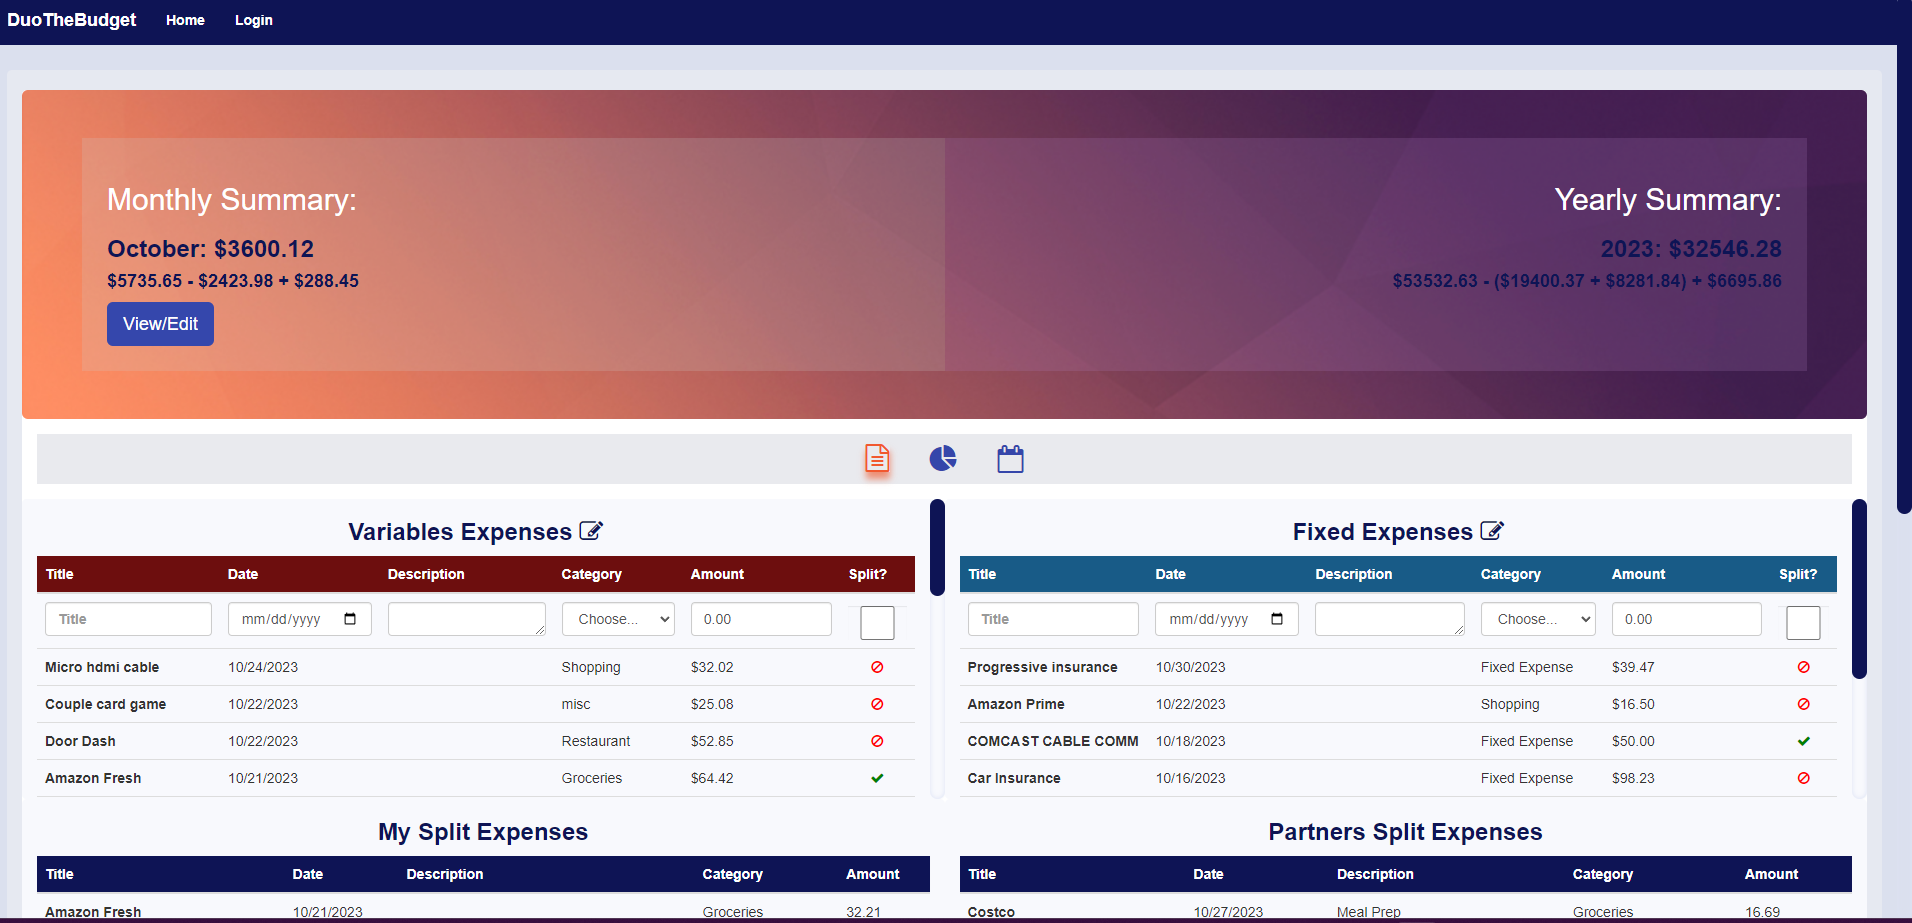 DuoTheBudget Home Login
Monthly Summary:
October: $3600.12
$5735.65 - $2423.98 + $288.45
View/Edit
Yearly Summary:
2023: $32546.28
$53532.63 - ($19400.37 + $8281.84) + $6695.86
Variables Expenses
Title Date Description Category Amount Split?
Title mm/dd/yyyy Choose... 0.00
Micro hdmi cable 10/24/2023 Shopping $32.02
Couple card game 10/22/2023 misc $25.08
Door Dash 10/22/2023 Restaurant $52.85
Amazon Fresh 10/21/2023 Groceries $64.42
Fixed Expenses
Title Date Description Category Amount Split?
Title mm/dd/yyyy Choose... 0.00
Progressive insurance 10/30/2023 Fixed Expense $39.47
Amazon Prime 10/22/2023 Shopping $16.50
COMCAST CABLE COMM 10/18/2023 Fixed Expense $50.00
Car Insurance 10/16/2023 Fixed Expense $98.23
My Split Expenses
Title Date Description Category Amount
Amazon Fresh 10/21/2023 Groceries 32.21
Partners Split Expenses
Title Date Description Category Amount
Costco 10/27/2023 Meal Prep Groceries 16.69